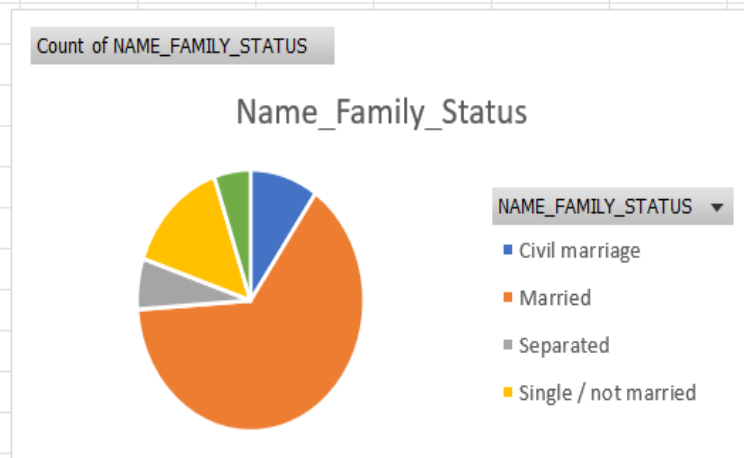 Count of NAME_FAMILY_STATUS
Name_Family_Status
NAME_FAMILY_STATUS
Civil marriage
Married
Separated
Single / not married